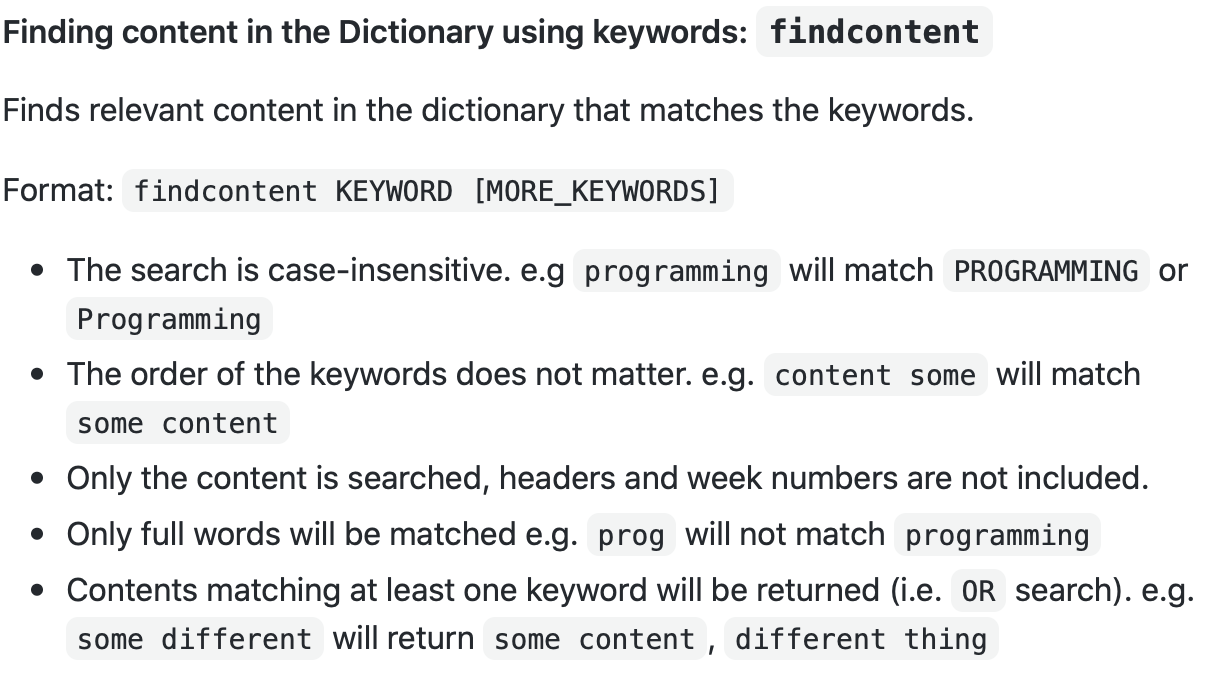 Finding content in the Dictionary using keywords: findcontent
Finds relevant content in the dictionary that matches the keywords.
Format: findcontent KEYWORD [MORE_KEYWORDS]
• The search is case-insensitive. e.g programming will match PROGRAMMING or
Programming
• The order of the keywords does not matter. e.g. content some will match
some content
• Only the content is searched, headers and week numbers are not included.
• Only full words will be matched e.g. prog will not match programming
• Contents matching at least one keyword will be returned (i.e. OR search). e.g.
some different will return some content, different thing